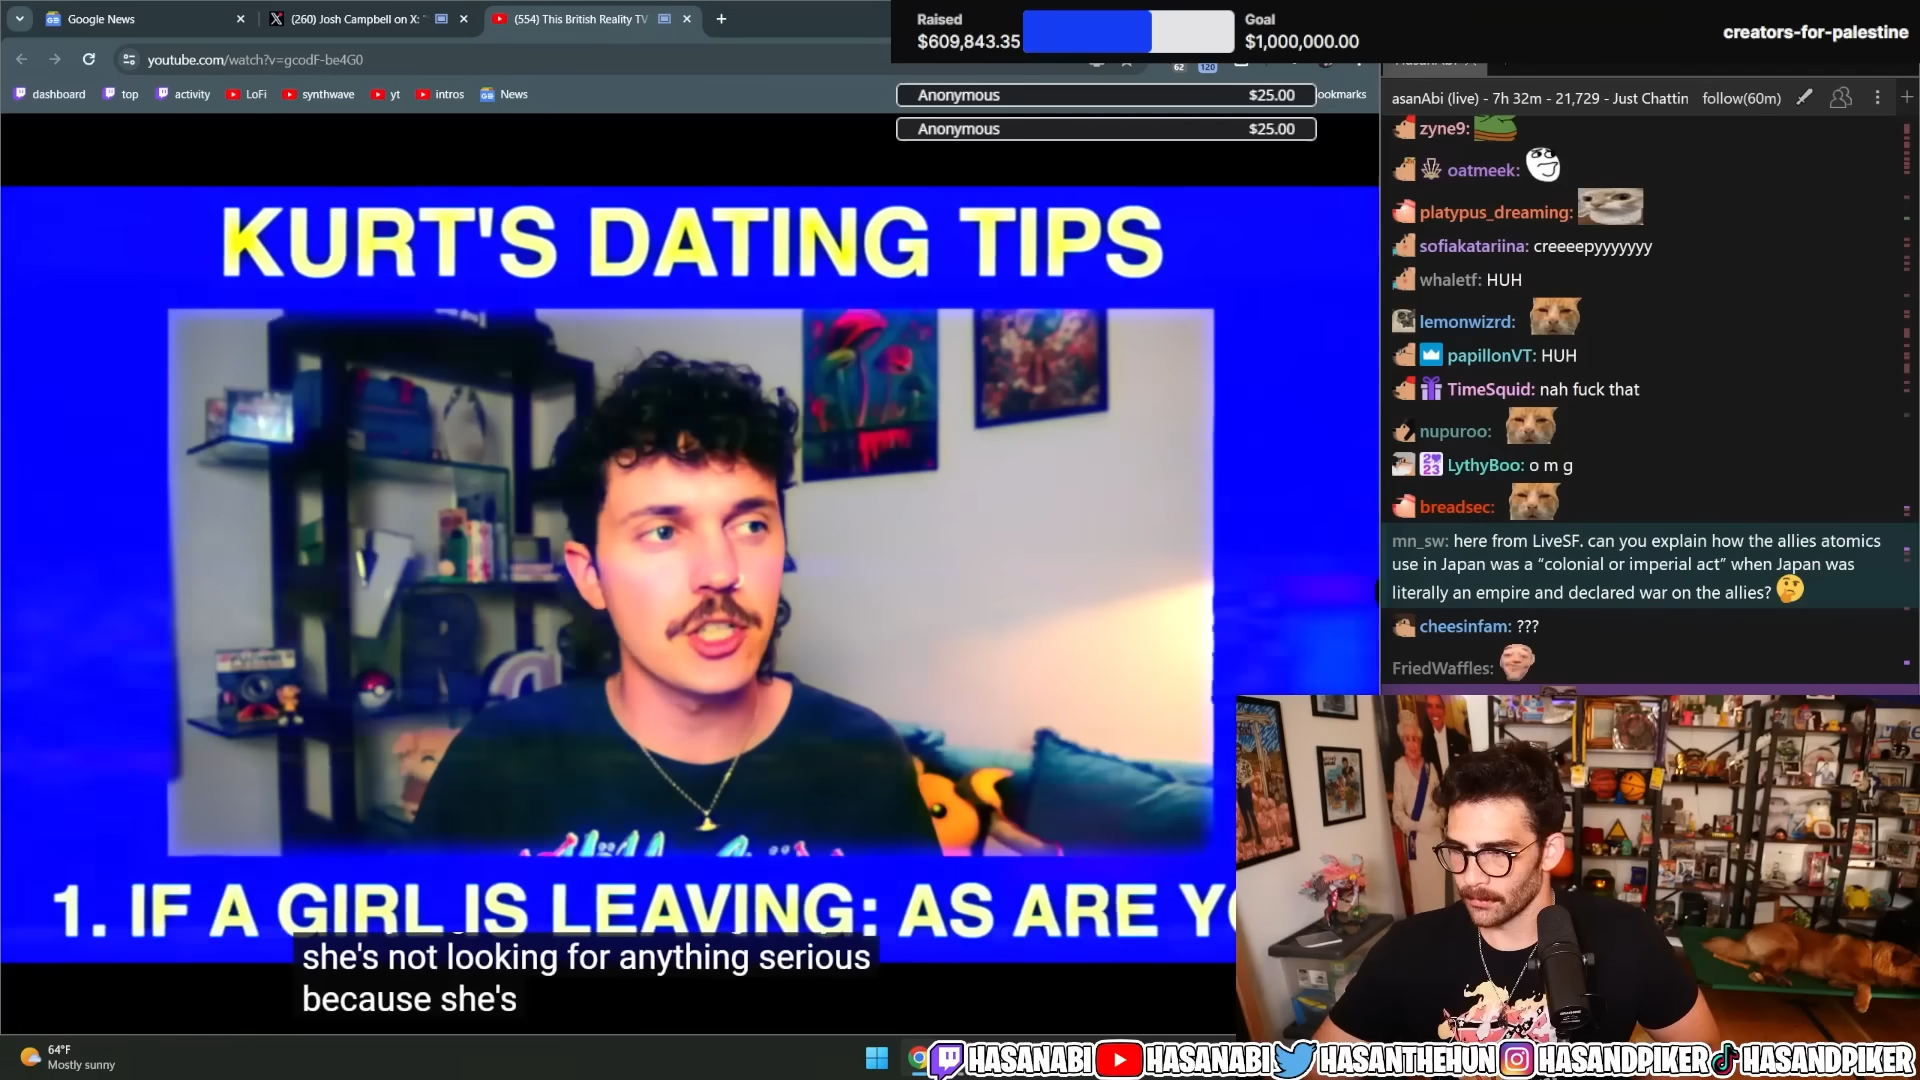 Google News
(260) Josh Campbell on X: "
(554) This British Reality TV
youtube.com/watch?v=gcodF-be4G0
62
120
dashboard
top
activity
LoFi
synthwave
yt
intros
News
ookmarks
Raised
$609,843.35
Goal
$1,000,000.00
creators-for-palestine
Anonymous $25.00
Anonymous $25.00
asanAbi (live) - 7h 32m - 21,729 - Just Chattin
follow(60m)
zyne9:
oatmeek:
platypus_dreaming:
sofiakatariina: creeeepyyyyyyy
whaletf: HUH
lemonwizrd:
papillonVT: HUH
TimeSquid: nah fuck that
nupuroo:
LythyBoo: o m g
breadsec:
mn_sw: here from LiveSF. can you explain how the allies atomics
use in Japan was a “colonial or imperial act” when Japan was
literally an empire and declared war on the allies?
cheesinfam: ???
FriedWaffles:
KURT'S DATING TIPS
1. IF A GIRL IS LEAVING: AS ARE YO
she's not looking for anything serious
because she's
64°F
Mostly sunny
HASANABI
HASANABI
HASANTHEHUN
HASANDPIKER
HASANDPIKER